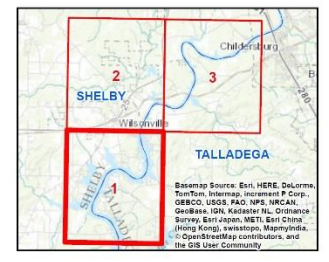 Childersburg
2
3
SHELBY
280
B
Wilsonville
TALLADEGA
1
SHELBY
TALLADEGA
Basemap Source: Esri, HERE, DeLorme,
TomTom, Intermap, increment P Corp.,
GEBCO, USGS, FAO, NPS, NRCAN,
GeoBase, IGN, Kadaster NL, Ordnance
Survey, Esri Japan, METI, Esri China
(Hong Kong), swisstopo, MapmyIndia,
© OpenStreetMap contributors, and
the GIS User Community